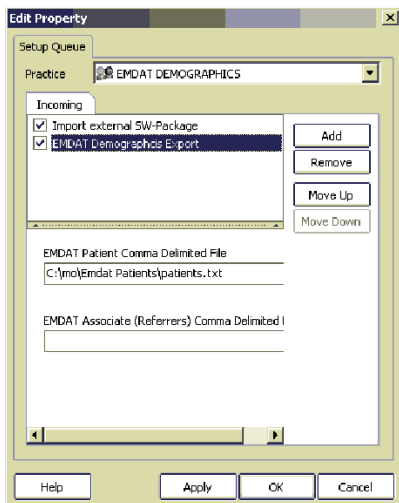 Edit Property
Setup Queue
Practice EMDAT DEMOGRAPHICS
Incoming
Import external SW-Package
EMDAT Demographcis Export
Add
Remove
Move Up
Move Down
EMDAT Patient Comma Delimited File
C:\mo\Emdat Patients\patients.txt
EMDAT Associate (Referrers) Comma Delimited
Help Apply OK Cancel